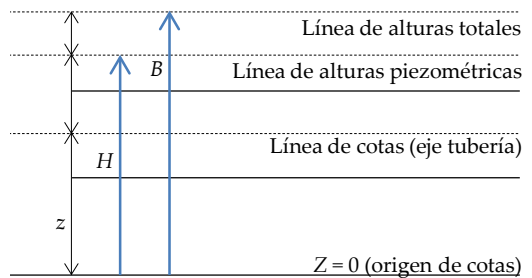 Línea de alturas totales
B
Línea de alturas piezométricas
Línea de cotas (eje tubería)
H
z
Z = 0 (origen de cotas)